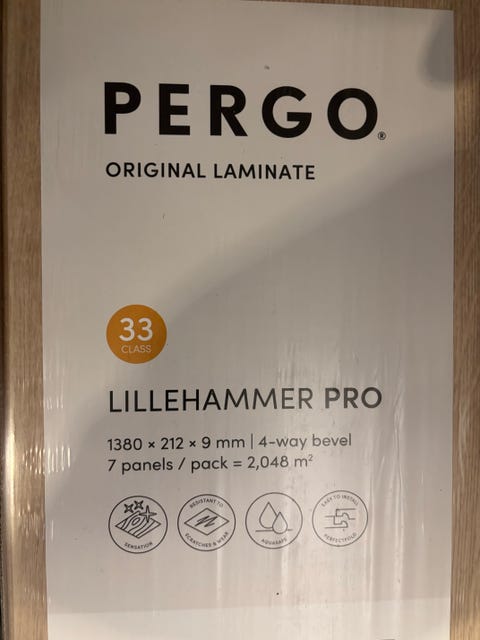 PERGO®
ORIGINAL LAMINATE
33
CLASS
LILLEHAMMER PRO
1380 × 212 × 9 mm | 4-way bevel
7 panels / pack = 2,048 m²
SENSATION
RESISTANT TO
SCRATCHES & WEAR
AQUASAFE
EASY TO INSTALL
PERFECTFOLD